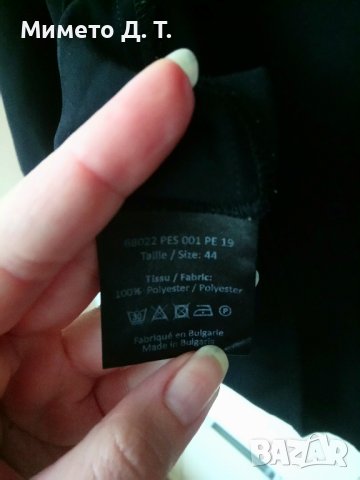 Мимето Д. Т.
68022 PES 001 PE 19
Taille / Size: 44
Tissu / Fabric:
100% Polyester / Polyester
Fabriqué en Bulgarie
Made in Bulgaria
BAZAR